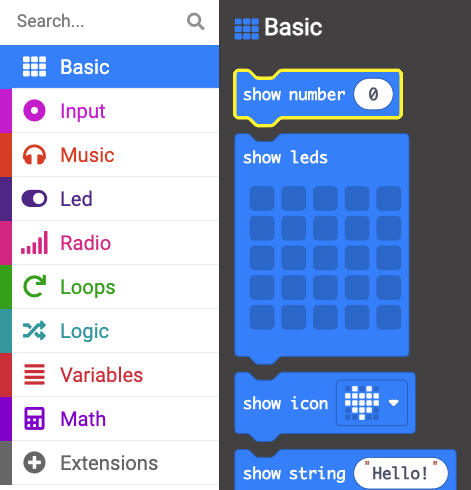 Search...
Basic
Input
Music
Led
Radio
Loops
Logic
Variables
Math
Extensions
Basic
show number 0
show leds
show icon
show string "Hello!"